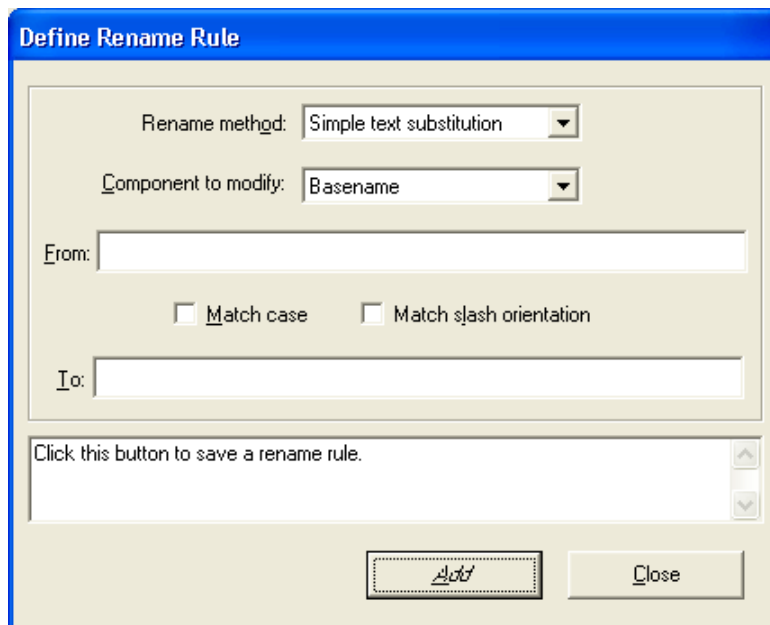 Define Rename Rule
Rename method: Simple text substitution
Component to modify: Basename
From:
Match case Match slash orientation
To:
Click this button to save a rename rule.
Add Close